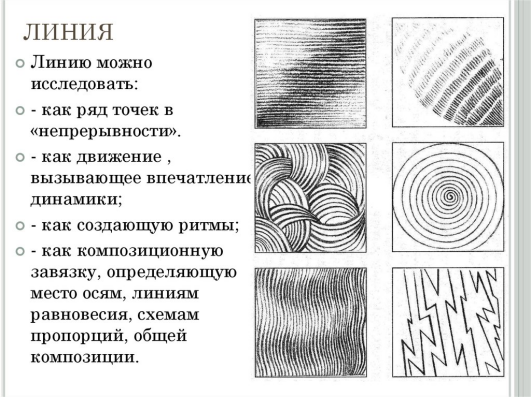 ЛИНИЯ
Линию можно
исследовать:
- как ряд точек в
«непрерывности».
- как движение ,
вызывающее впечатление
динамики;
- как создающую ритмы;
- как композиционную
завязку, определяющую
место осям, линиям
равновесия, схемам
пропорций, общей
композиции.